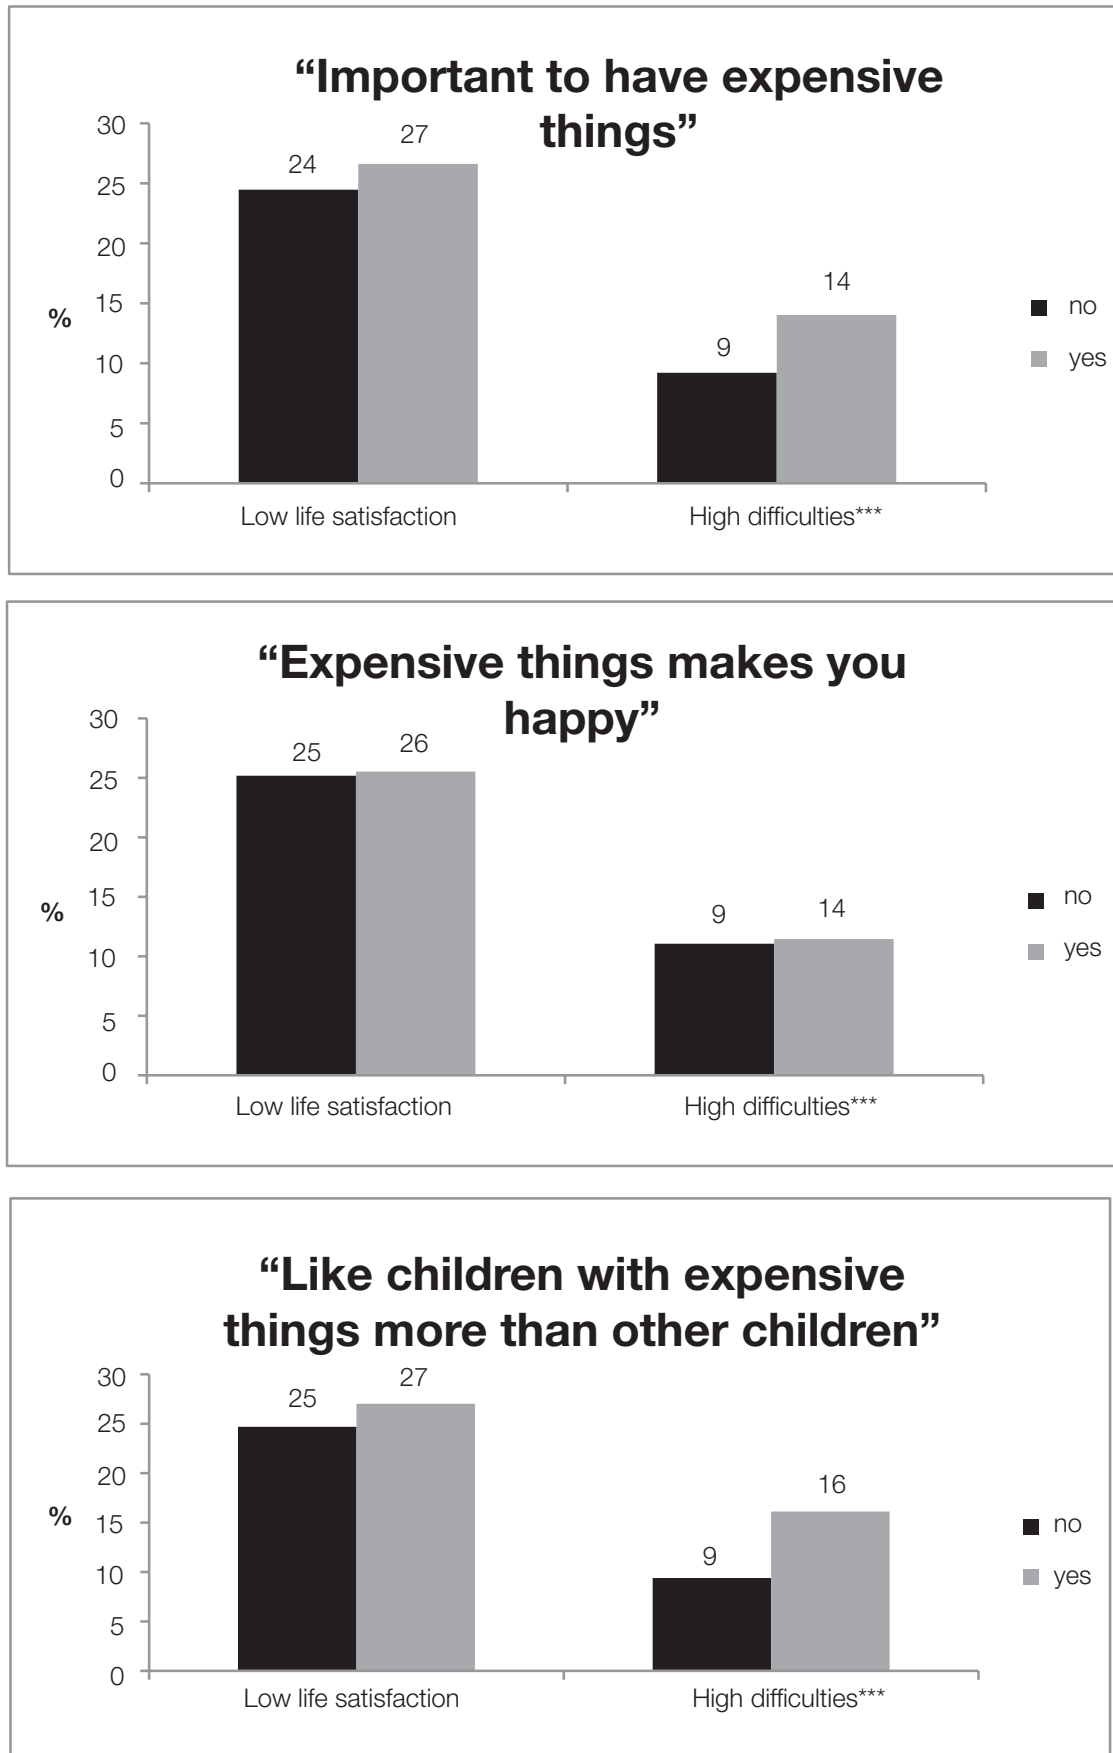 “Important to have expensive
things”
30
25
20
15
10
5
0
%
24
27
9
14
Low life satisfaction
High difficulties***
no
yes
“Expensive things makes you
happy”
30
25
20
15
10
5
0
%
25
26
9
14
Low life satisfaction
High difficulties***
no
yes
“Like children with expensive
things more than other children”
30
25
20
15
10
5
0
%
25
27
9
16
Low life satisfaction
High difficulties***
no
yes